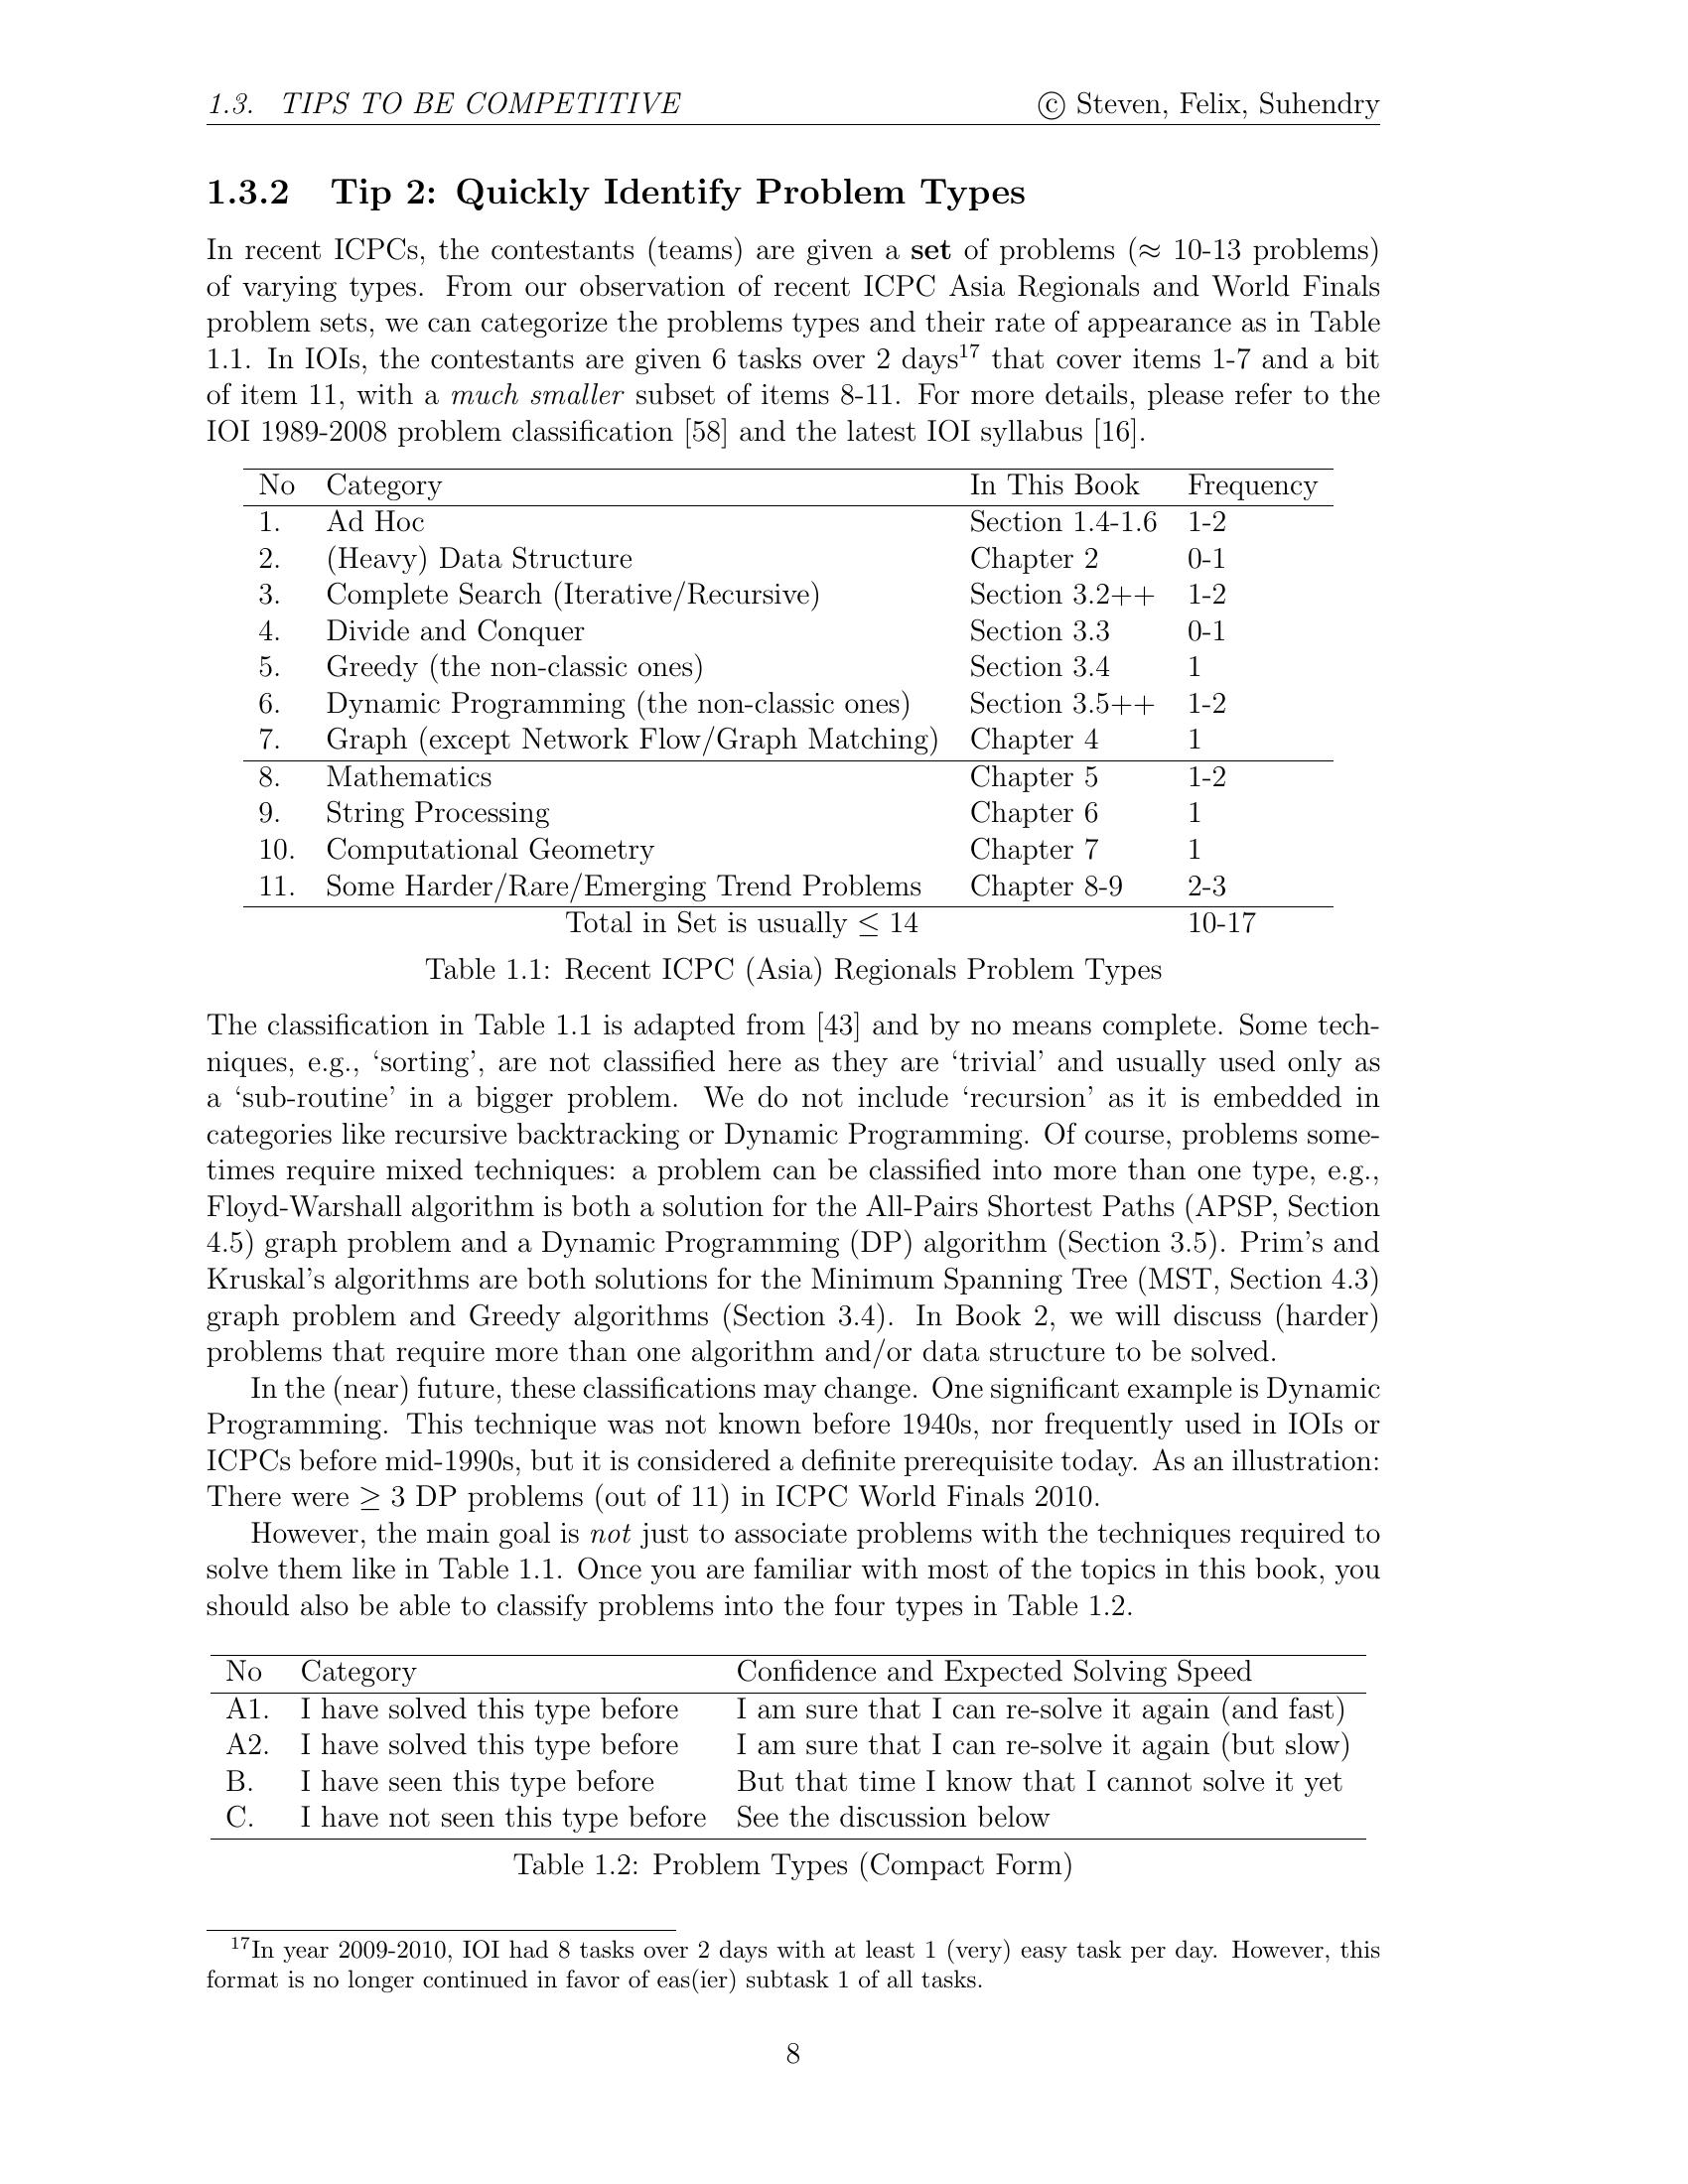 1.3. TIPS TO BE COMPETITIVE © Steven, Felix, Suhendry
1.3.2 Tip 2: Quickly Identify Problem Types
In recent ICPCs, the contestants (teams) are given a set of problems (≈ 10-13 problems)
of varying types. From our observation of recent ICPC Asia Regionals and World Finals
problem sets, we can categorize the problems types and their rate of appearance as in Table
1.1. In IOIs, the contestants are given 6 tasks over 2 days17 that cover items 1-7 and a bit
of item 11, with a much smaller subset of items 8-11. For more details, please refer to the
IOI 1989-2008 problem classification [58] and the latest IOI syllabus [16].
No Category In This Book Frequency
1. Ad Hoc Section 1.4-1.6 1-2
2. (Heavy) Data Structure Chapter 2 0-1
3. Complete Search (Iterative/Recursive) Section 3.2++ 1-2
4. Divide and Conquer Section 3.3 0-1
5. Greedy (the non-classic ones) Section 3.4 1
6. Dynamic Programming (the non-classic ones) Section 3.5++ 1-2
7. Graph (except Network Flow/Graph Matching) Chapter 4 1
8. Mathematics Chapter 5 1-2
9. String Processing Chapter 6 1
10. Computational Geometry Chapter 7 1
11. Some Harder/Rare/Emerging Trend Problems Chapter 8-9 2-3
Total in Set is usually ≤ 14 10-17
Table 1.1: Recent ICPC (Asia) Regionals Problem Types
The classification in Table 1.1 is adapted from [43] and by no means complete. Some tech-
niques, e.g., ‘sorting’, are not classified here as they are ‘trivial’ and usually used only as
a ‘sub-routine’ in a bigger problem. We do not include ‘recursion’ as it is embedded in
categories like recursive backtracking or Dynamic Programming. Of course, problems some-
times require mixed techniques: a problem can be classified into more than one type, e.g.,
Floyd-Warshall algorithm is both a solution for the All-Pairs Shortest Paths (APSP, Section
4.5) graph problem and a Dynamic Programming (DP) algorithm (Section 3.5). Prim’s and
Kruskal’s algorithms are both solutions for the Minimum Spanning Tree (MST, Section 4.3)
graph problem and Greedy algorithms (Section 3.4). In Book 2, we will discuss (harder)
problems that require more than one algorithm and/or data structure to be solved.
In the (near) future, these classifications may change. One significant example is Dynamic
Programming. This technique was not known before 1940s, nor frequently used in IOIs or
ICPCs before mid-1990s, but it is considered a definite prerequisite today. As an illustration:
There were ≥ 3 DP problems (out of 11) in ICPC World Finals 2010.
However, the main goal is not just to associate problems with the techniques required to
solve them like in Table 1.1. Once you are familiar with most of the topics in this book, you
should also be able to classify problems into the four types in Table 1.2.
No Category Confidence and Expected Solving Speed
A1. I have solved this type before I am sure that I can re-solve it again (and fast)
A2. I have solved this type before I am sure that I can re-solve it again (but slow)
B. I have seen this type before But that time I know that I cannot solve it yet
C. I have not seen this type before See the discussion below
Table 1.2: Problem Types (Compact Form)
17In year 2009-2010, IOI had 8 tasks over 2 days with at least 1 (very) easy task per day. However, this
format is no longer continued in favor of eas(ier) subtask 1 of all tasks.
8